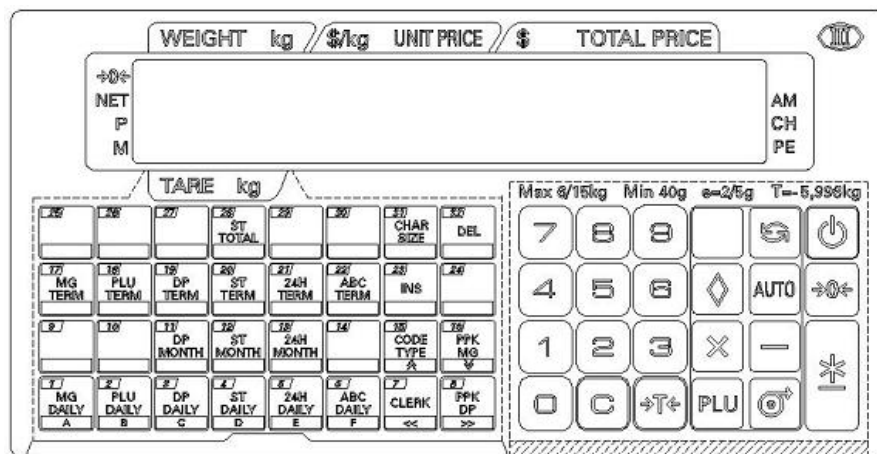 WEIGHT kg $/kg UNIT PRICE $ TOTAL PRICE
→0←
NET
P
M
AM
CH
PE
TARE kg
Max 6/15kg Min 40g e=2/5g T=-5,998kg
25 26 27 28 29 30 31 32
ST TOTAL CHAR SIZE DEL
17 18 19 20 21 22 23 24
MG TERM PLU TERM DP TERM ST TERM 24H TERM ABC TERM INS
9 10 11 12 13 14 15 16
DP MONTH ST MONTH 24H MONTH CODE TYPE PPK MG
1 2 3 4 5 6 7 8
MG DAILY PLU DAILY DP DAILY ST DAILY 24H DAILY ABC DAILY CLERK PPK DP
A B C D E F << >>
7 8 9
4 5 6 AUTO →0←
1 2 3 × −
0 C →T← PLU